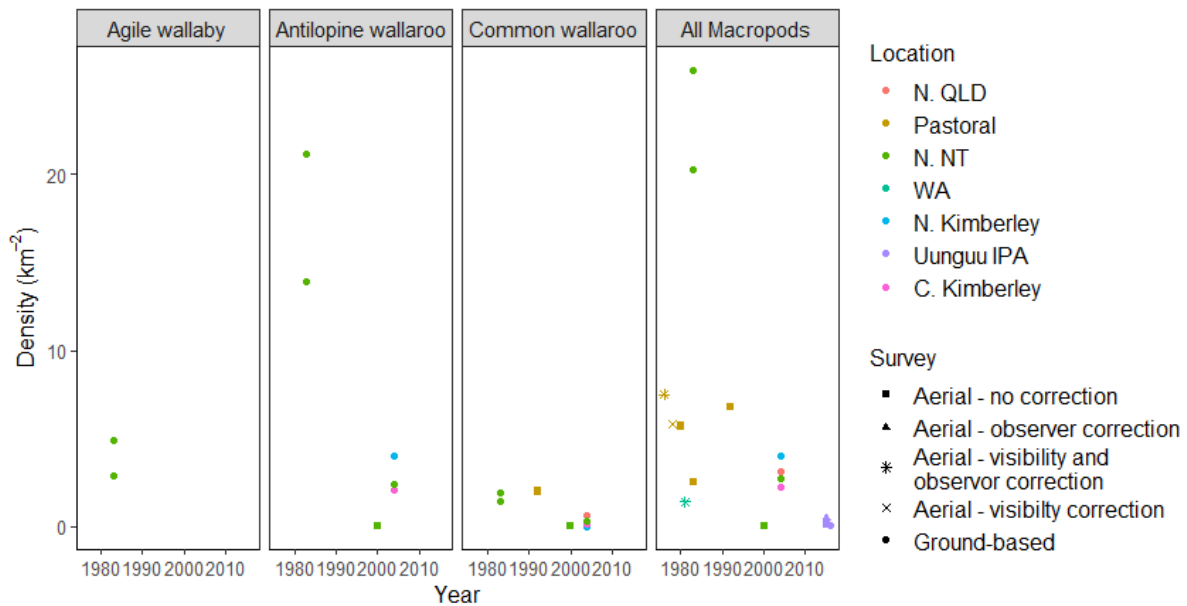 Agile wallaby
Antilopine wallaroo
Common wallaroo
All Macropods
Density (km⁻²)
20
10
0
1980 1990 2000 2010
1980 1990 2000 2010
1980 1990 2000 2010
1980 1990 2000 2010
Year
Location
N. QLD
Pastoral
N. NT
WA
N. Kimberley
Uunguu IPA
C. Kimberley
Survey
Aerial - no correction
Aerial - observer correction
Aerial - visibility and
observor correction
Aerial - visibilty correction
Ground-based